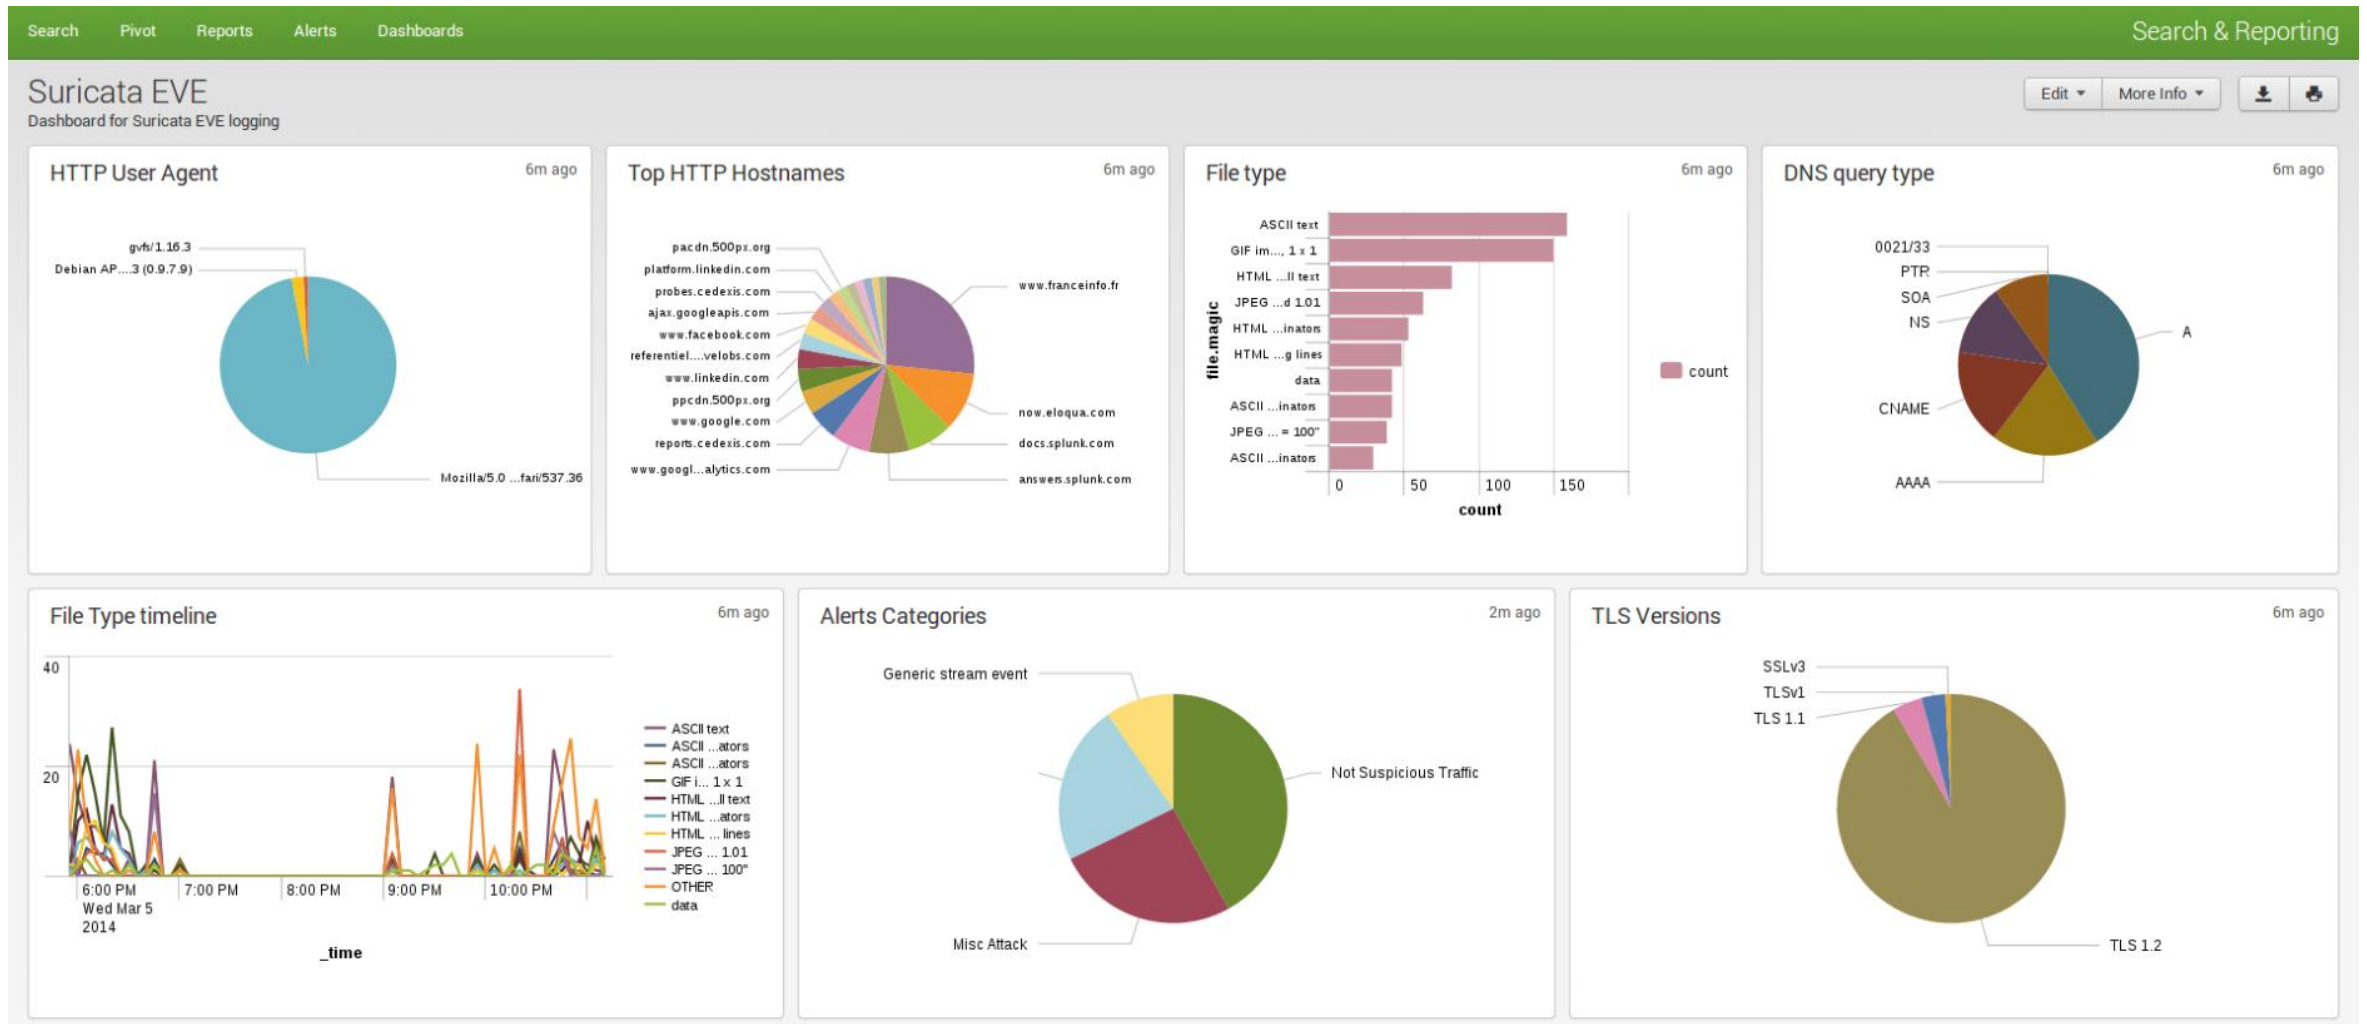 Search Pivot Reports Alerts Dashboards Search & Reporting
Suricata EVE
Dashboard for Suricata EVE logging
Edit More Info
HTTP User Agent 6m ago
gvfs/1.16.3
Debian AP....3 (0.9.7.9)
Mozilla/5.0 ...fari/537.36
Top HTTP Hostnames 6m ago
pacdn.500px.org
platform.linkedin.com
probes.cedexis.com
ajax.googleapis.com
www.facebook.com
referentiel....velobs.com
www.linkedin.com
ppcdn.500px.org
www.google.com
reports.cedexis.com
www.googl...alytics.com
www.franceinfo.fr
now.eloqua.com
docs.splunk.com
answers.splunk.com
File type 6m ago
file.magic
ASCII text
GIF im..., 1 x 1
HTML ...II text
JPEG ...d 1.01
HTML ...inators
HTML ...g lines
data
ASCII ...inators
JPEG ... = 100"
ASCII ...inators
0 50 100 150
count
count
DNS query type 6m ago
0021/33
PTR
SOA
NS
CNAME
AAAA
A
File Type timeline 6m ago
40
20
6:00 PM 7:00 PM 8:00 PM 9:00 PM 10:00 PM
Wed Mar 5
2014
_time
ASCII text
ASCII ...ators
ASCII ...ators
GIF i... 1 x 1
HTML ...II text
HTML ...ators
HTML ... lines
JPEG ... 1.01
JPEG ... 100"
OTHER
data
Alerts Categories 2m ago
Generic stream event
Not Suspicious Traffic
Misc Attack
TLS Versions 6m ago
SSLv3
TLSv1
TLS 1.1
TLS 1.2